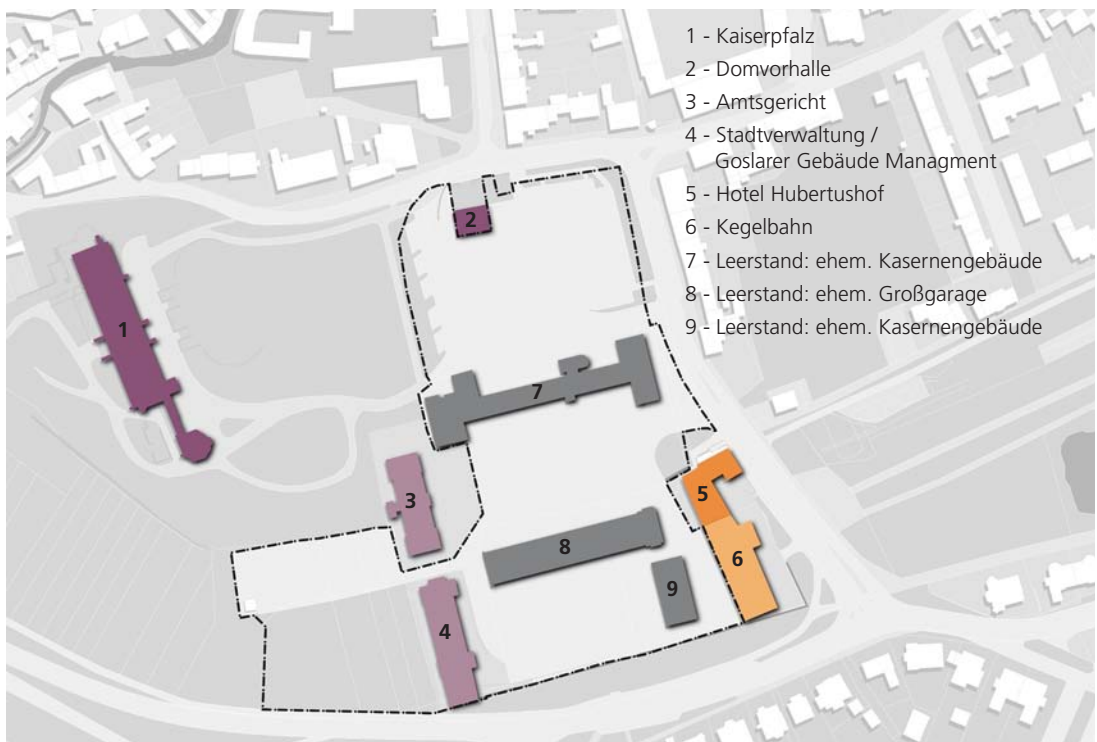 1 - Kaiserpfalz
2 - Domvorhalle
3 - Amtsgericht
4 - Stadtverwaltung /
Goslarer Gebäude Managment
5 - Hotel Hubertushof
6 - Kegelbahn
7 - Leerstand: ehem. Kasernengebäude
8 - Leerstand: ehem. Großgarage
9 - Leerstand: ehem. Kasernengebäude
2
1
7
3
5
8
6
9
4